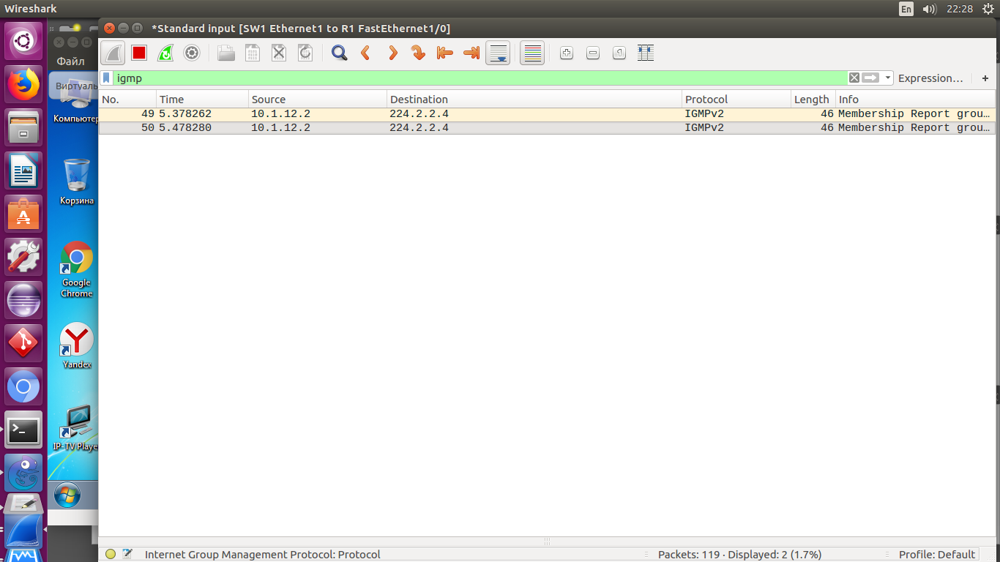 Wireshark
En
22:28
*Standard input [SW1 Ethernet1 to R1 FastEthernet1/0]
Файл
Виртуаль
Компьютер
Корзина
Google
Chrome
Yandex
IP-TV Playe
igmp
Expression…
+
No. Time Source Destination Protocol Length Info
49 5.378262 10.1.12.2 224.2.2.4 IGMPv2 46 Membership Report grou…
50 5.478280 10.1.12.2 224.2.2.4 IGMPv2 46 Membership Report grou…
Internet Group Management Protocol: Protocol
Packets: 119 · Displayed: 2 (1.7%)
Profile: Default